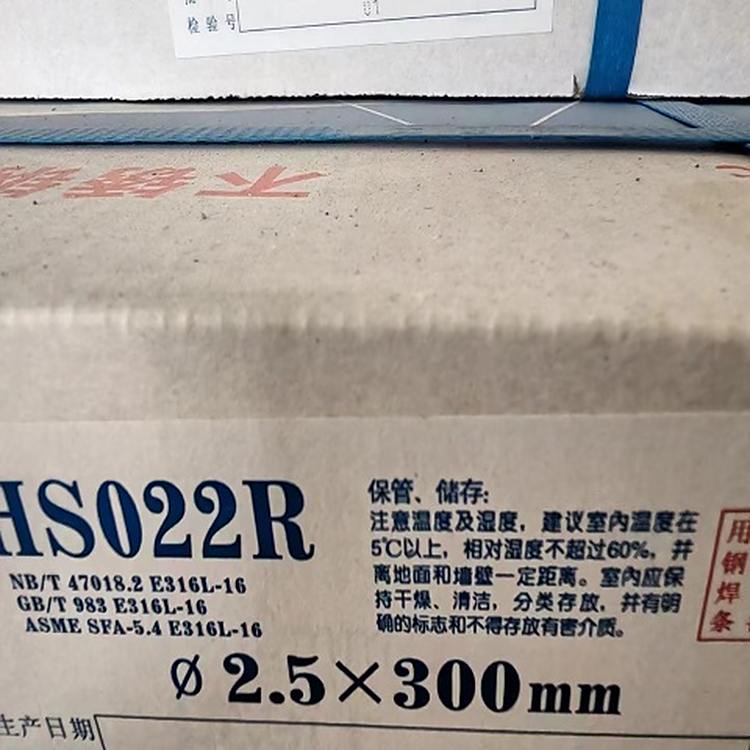 检验号
01
不锈
HS022R
NB/T 47018.2 E316L-16
GB/T 983 E316L-16
ASME SFA-5.4 E316L-16
保管、储存:
注意温度及湿度，建议室内温度在
5℃以上，相对湿度不超过60%，并
离地面和墙壁一定距离。室内应保
持干燥、清洁，分类存放，并有明
确的标志和不得存放有害介质。
用
钢
焊
条
Ø 2.5×300mm
生产日期